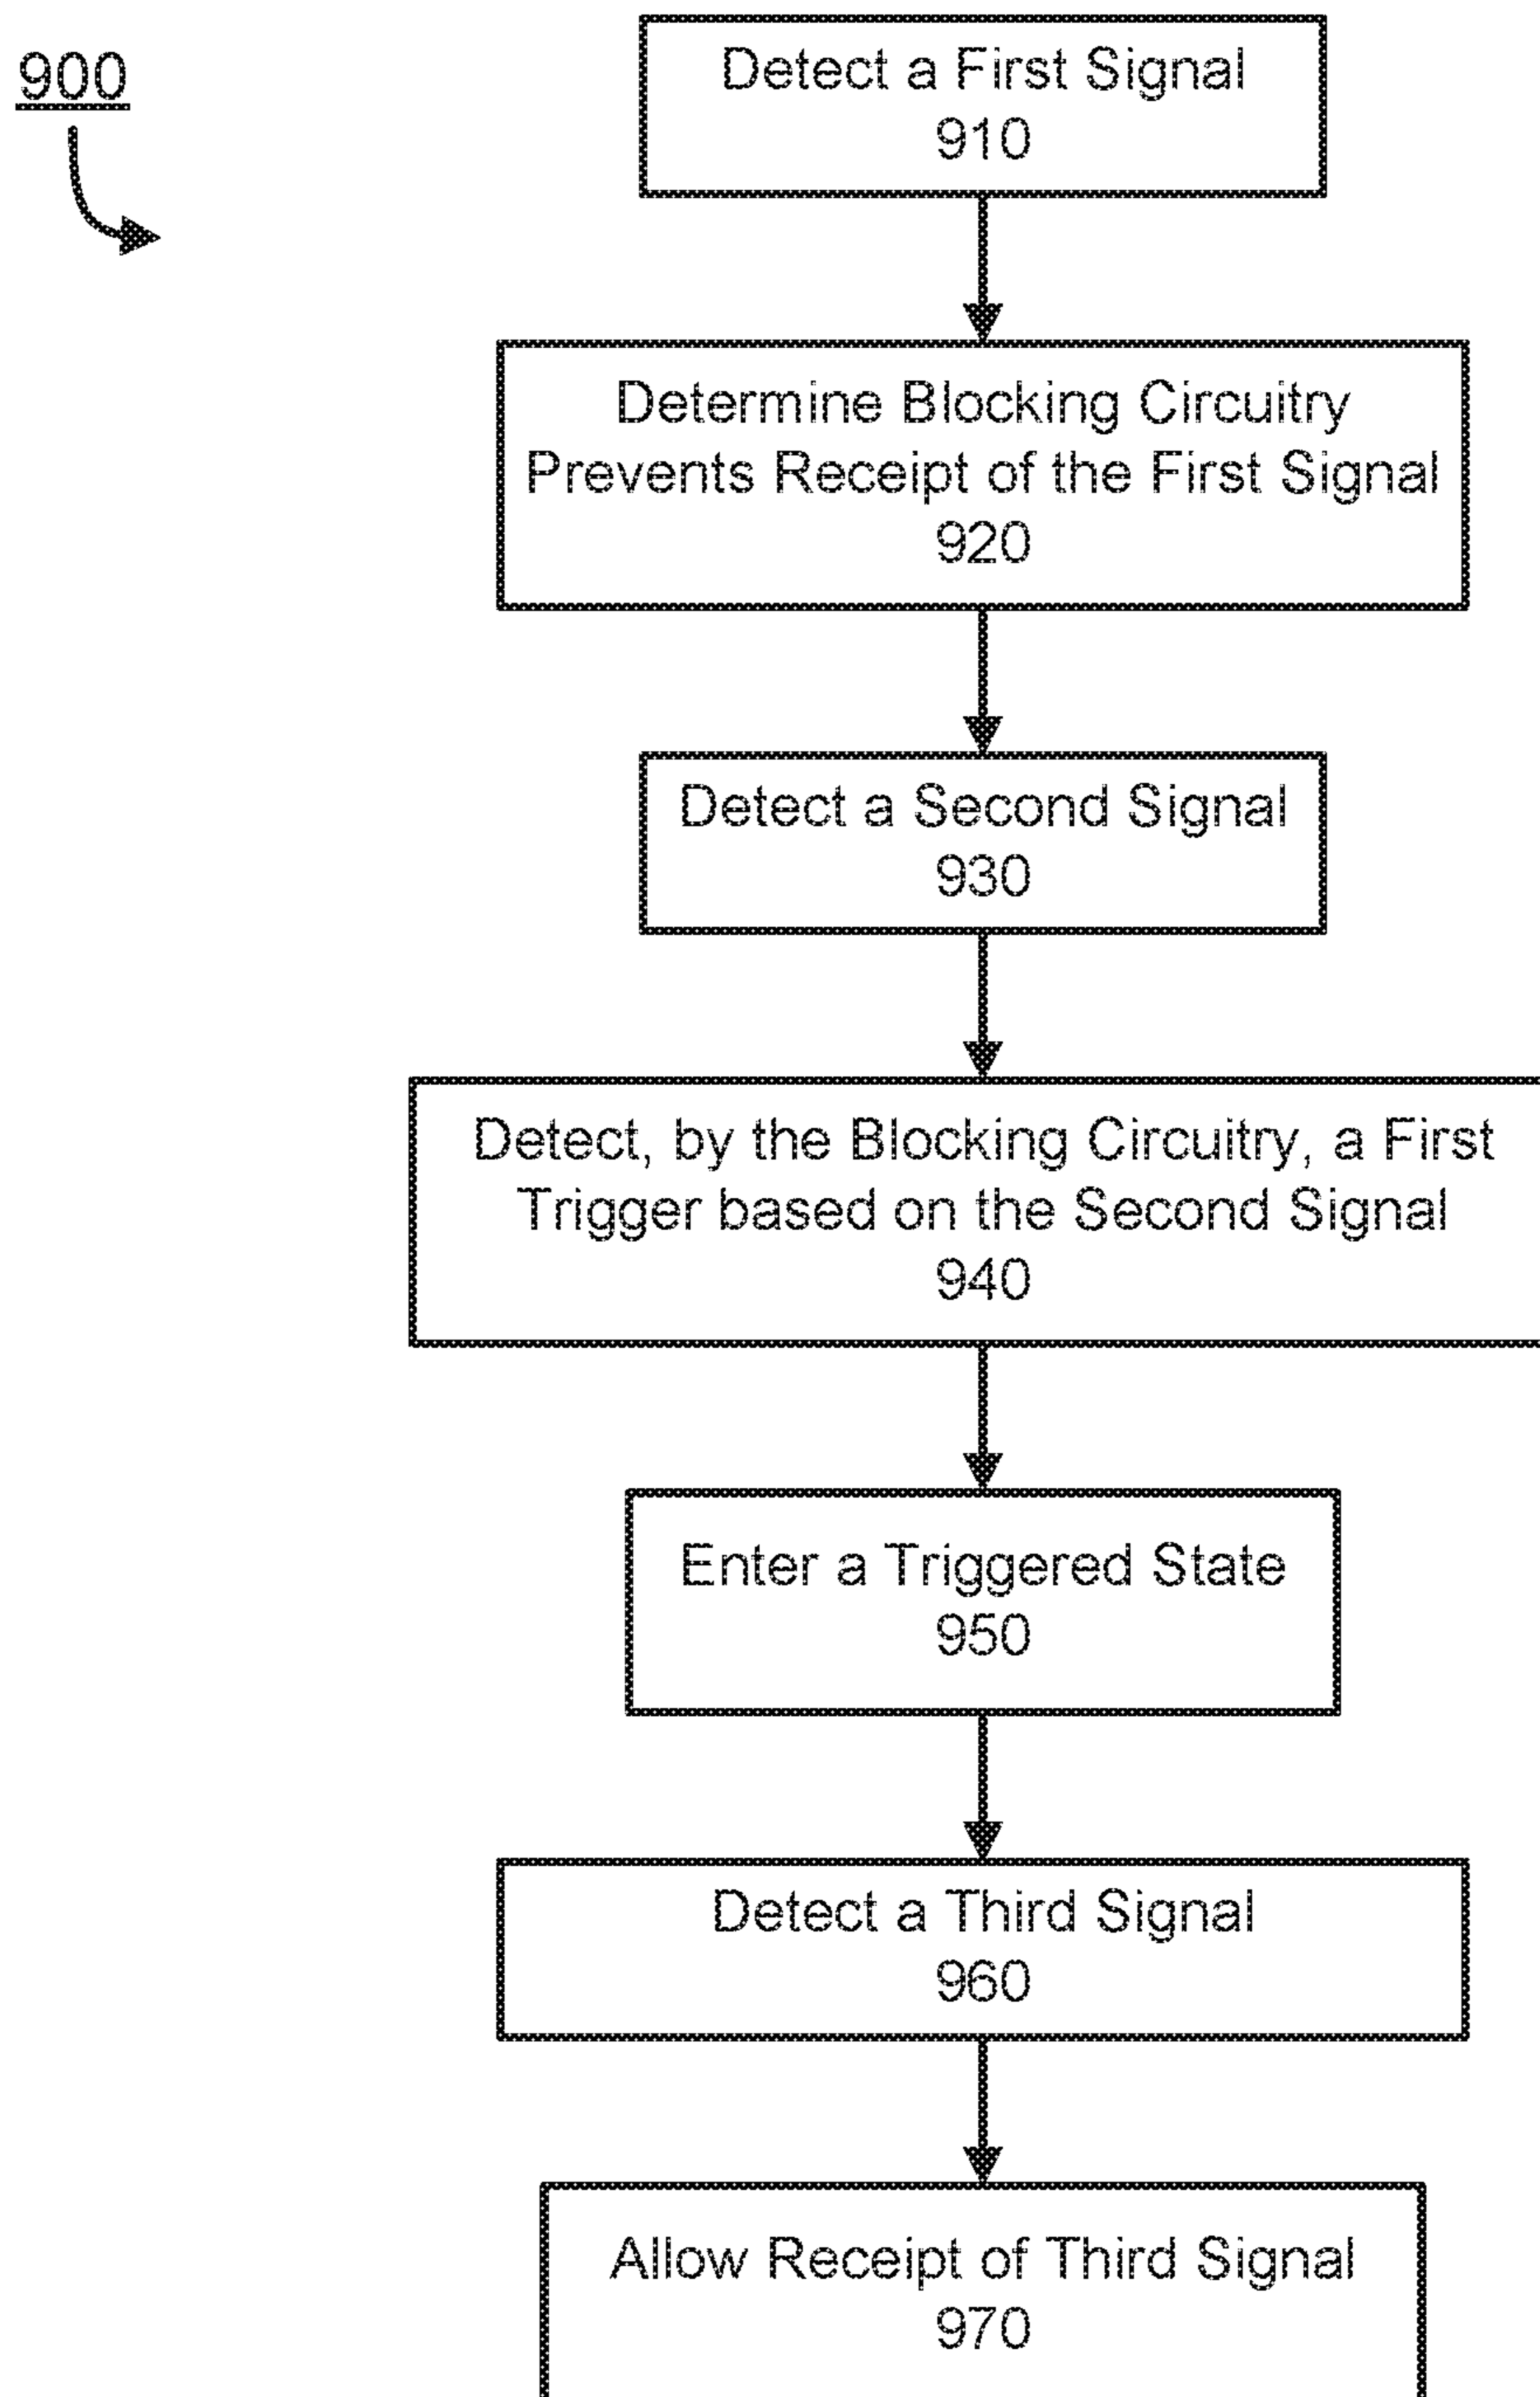 900
Detect a First Signal
910
Determine Blocking Circuitry
Prevents Receipt of the First Signal
920
Detect a Second Signal
930
Detect, by the Blocking Circuitry, a First
Trigger based on the Second Signal
940
Enter a Triggered State
950
Detect a Third Signal
960
Allow Receipt of Third Signal
970